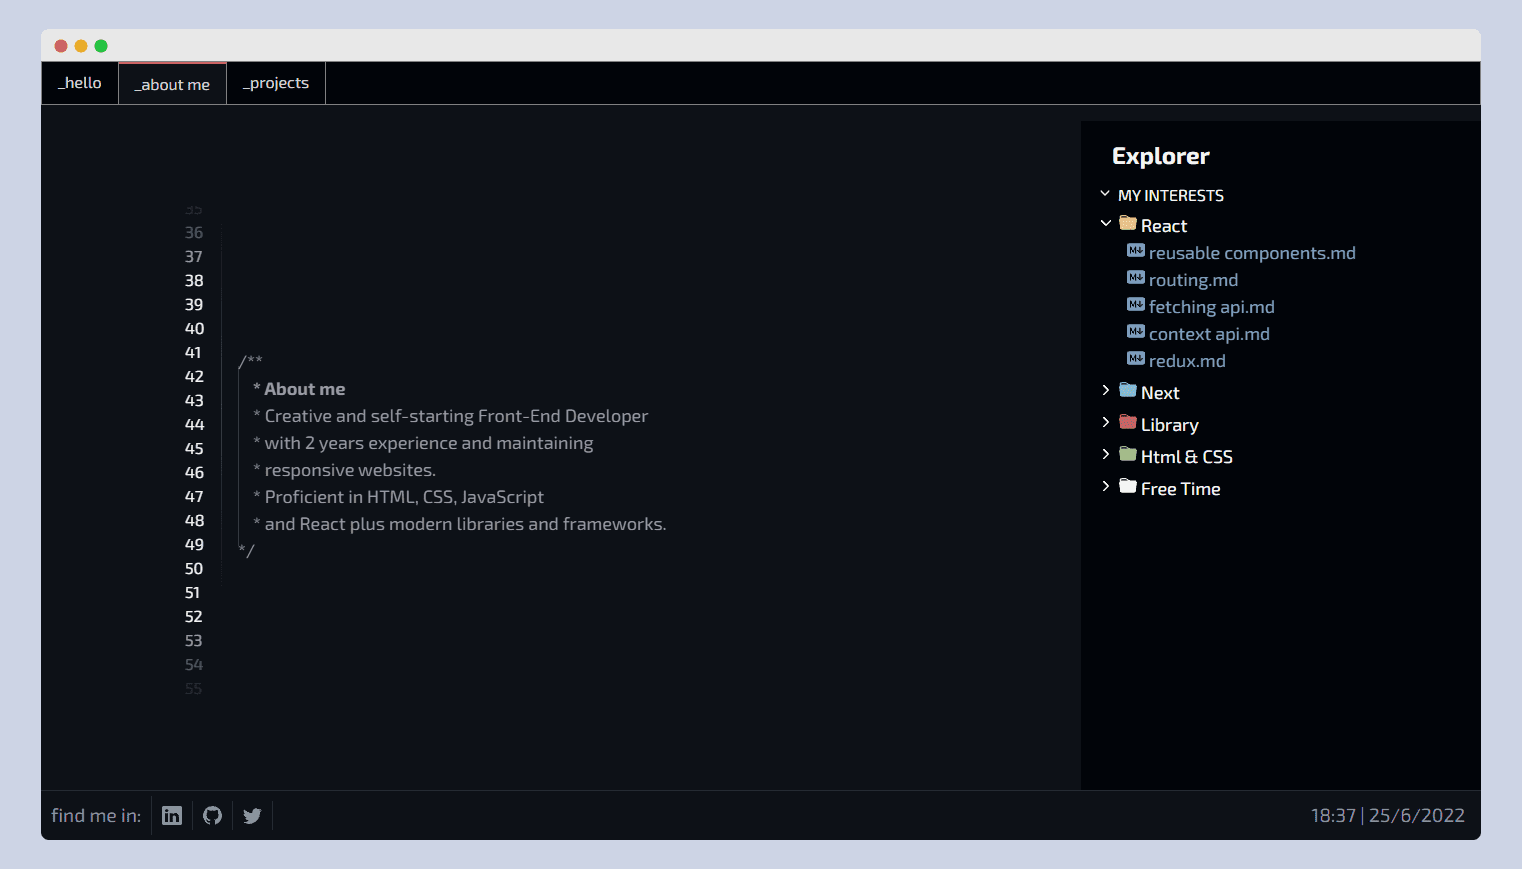 _hello
_about me
_projects
35
36
37
38
39
40
41
42
43
44
45
46
47
48
49
50
51
52
53
54
55
/**
* About me
* Creative and self-starting Front-End Developer
* with 2 years experience and maintaining
* responsive websites.
* Proficient in HTML, CSS, JavaScript
* and React plus modern libraries and frameworks.
*/
Explorer
MY INTERESTS
React
M↓ reusable components.md
M↓ routing.md
M↓ fetching api.md
M↓ context api.md
M↓ redux.md
Next
Library
Html & CSS
Free Time
find me in:
in
18:37 | 25/6/2022